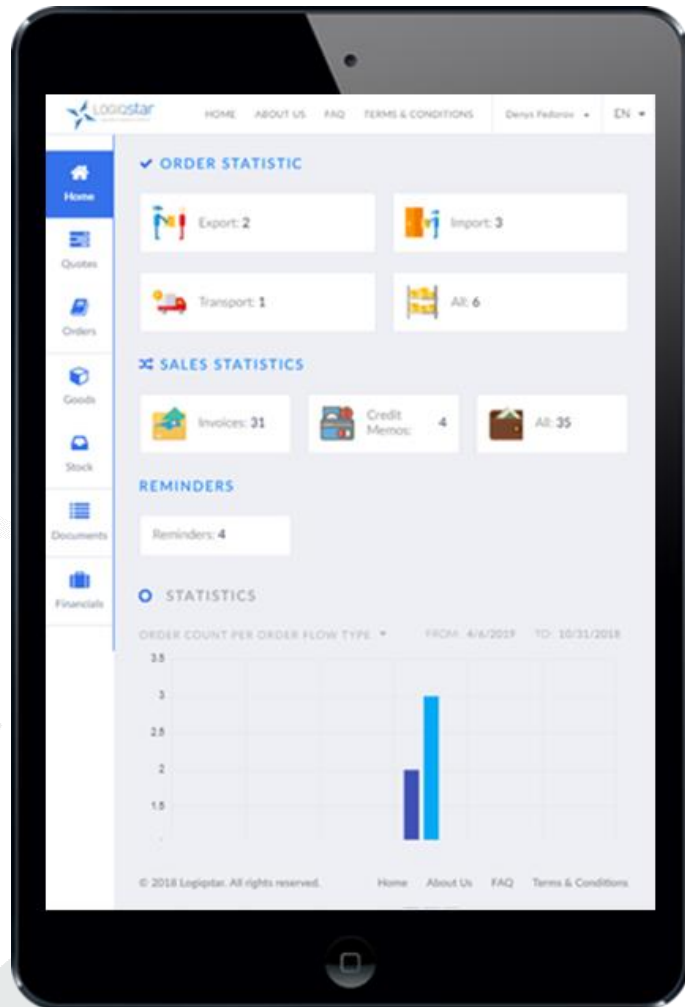 LOGIQstar HOME ABOUT US FAQ TERMS & CONDITIONS Denys Fedorov EN
Home
Quotes
Orders
Goods
Stock
Documents
Financials
ORDER STATISTIC
Export: 2 Import: 3
Transport: 1 All: 6
SALES STATISTICS
Invoices: 31 Credit Memos: 4 All: 35
REMINDERS
Reminders: 4
STATISTICS
ORDER COUNT PER ORDER FLOW TYPE FROM: 4/6/2019 TO: 10/31/2018
3.5
3
2.5
2
1.5
© 2018 Logiqstar. All rights reserved. Home About Us FAQ Terms & Conditions